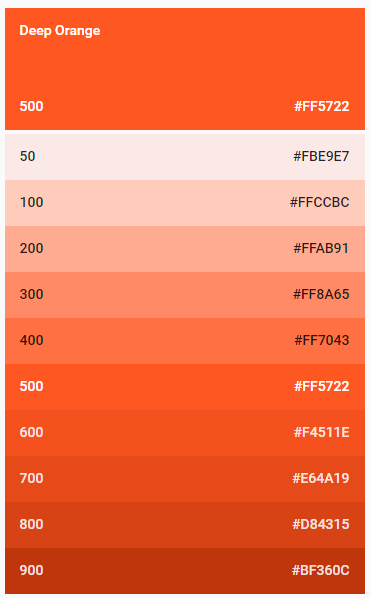 Deep Orange
500 #FF5722
50 #FBE9E7
100 #FFCCBC
200 #FFAB91
300 #FF8A65
400 #FF7043
500 #FF5722
600 #F4511E
700 #E64A19
800 #D84315
900 #BF360C